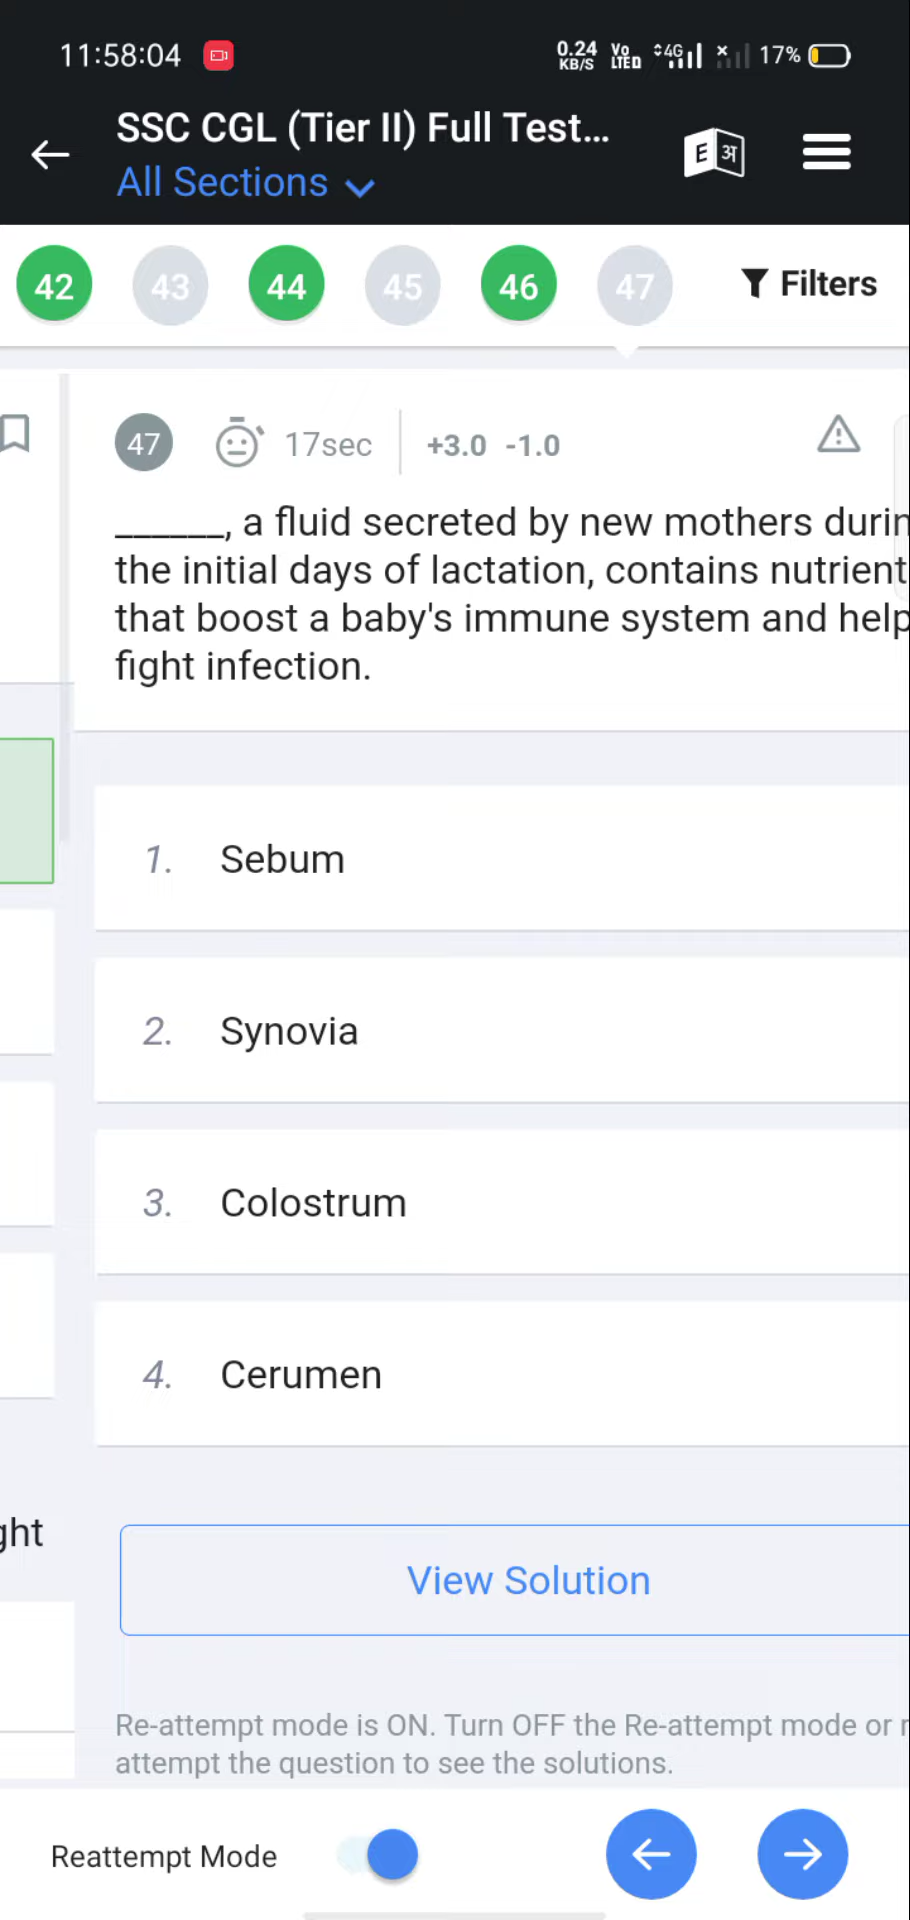 11:58:04 0.24 KB/S Vo LTED 4G 17%
SSC CGL (Tier II) Full Test...
E अ
All Sections
42 43 44 45 46 47 Filters
47 17sec +3.0 -1.0
______, a fluid secreted by new mothers durin
the initial days of lactation, contains nutrient
that boost a baby's immune system and help
fight infection.
1. Sebum
2. Synovia
3. Colostrum
4. Cerumen
ght
View Solution
Re-attempt mode is ON. Turn OFF the Re-attempt mode or r
attempt the question to see the solutions.
Reattempt Mode